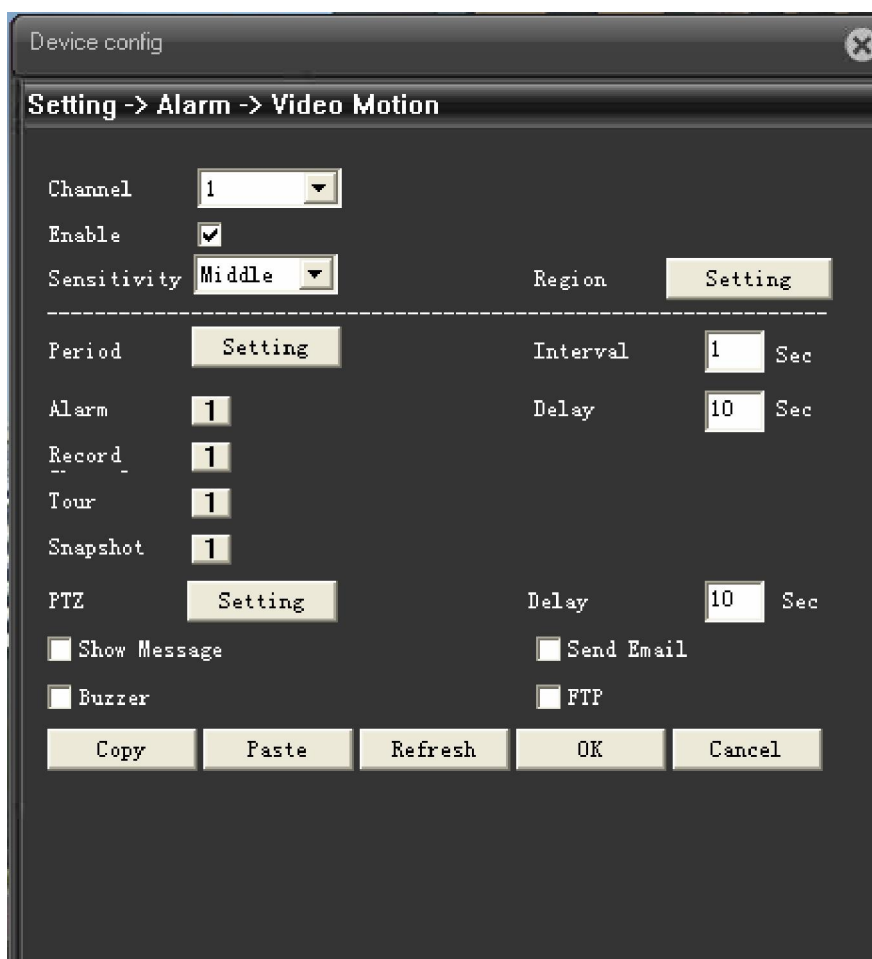 Device config
Setting -> Alarm -> Video Motion
Channel 1
Enable
Sensitivity Middle Region Setting
Period Setting Interval 1 Sec
Alarm 1 Delay 10 Sec
Record 1
Tour 1
Snapshot 1
PTZ Setting Delay 10 Sec
Show Message Send Email
Buzzer FTP
Copy Paste Refresh OK Cancel